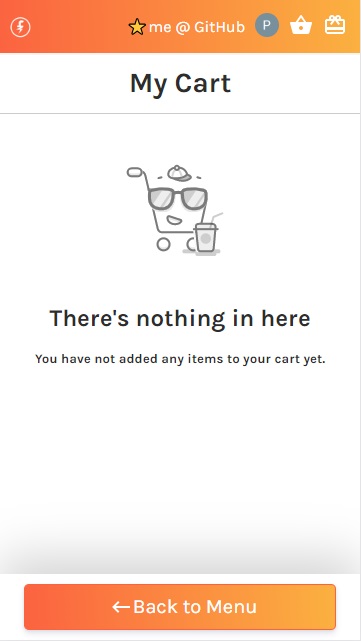 ⭐me @ GitHub P
My Cart
There's nothing in here
You have not added any items to your cart yet.
←Back to Menu